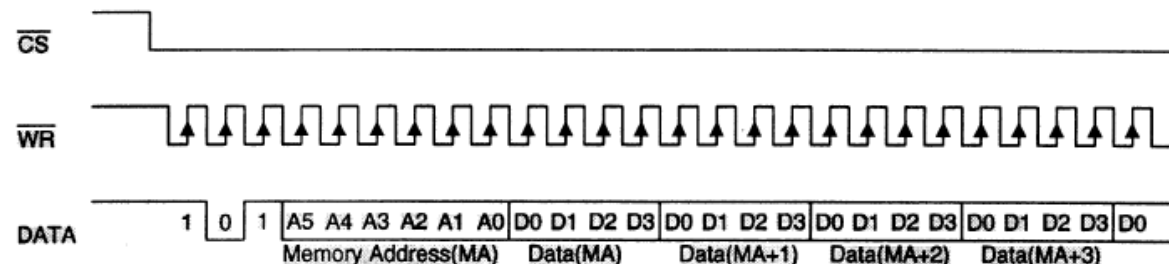 CS
WR
DATA
1 0 1 A5 A4 A3 A2 A1 A0 D0 D1 D2 D3 D0 D1 D2 D3 D0 D1 D2 D3 D0 D1 D2 D3 D0
Memory Address(MA) Data(MA) Data(MA+1) Data(MA+2) Data(MA+3)